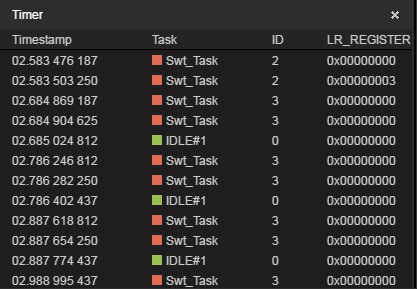 Timer ×
Timestamp Task ID LR_REGISTER
02.583 476 187 Swt_Task 2 0x00000000
02.583 503 250 Swt_Task 2 0x00000003
02.684 869 187 Swt_Task 3 0x00000000
02.684 904 625 Swt_Task 3 0x00000000
02.685 024 812 IDLE#1 0 0x00000000
02.786 246 812 Swt_Task 3 0x00000000
02.786 282 250 Swt_Task 3 0x00000000
02.786 402 437 IDLE#1 0 0x00000000
02.887 618 812 Swt_Task 3 0x00000000
02.887 654 250 Swt_Task 3 0x00000000
02.887 774 437 IDLE#1 0 0x00000000
02.988 995 437 Swt_Task 3 0x00000000